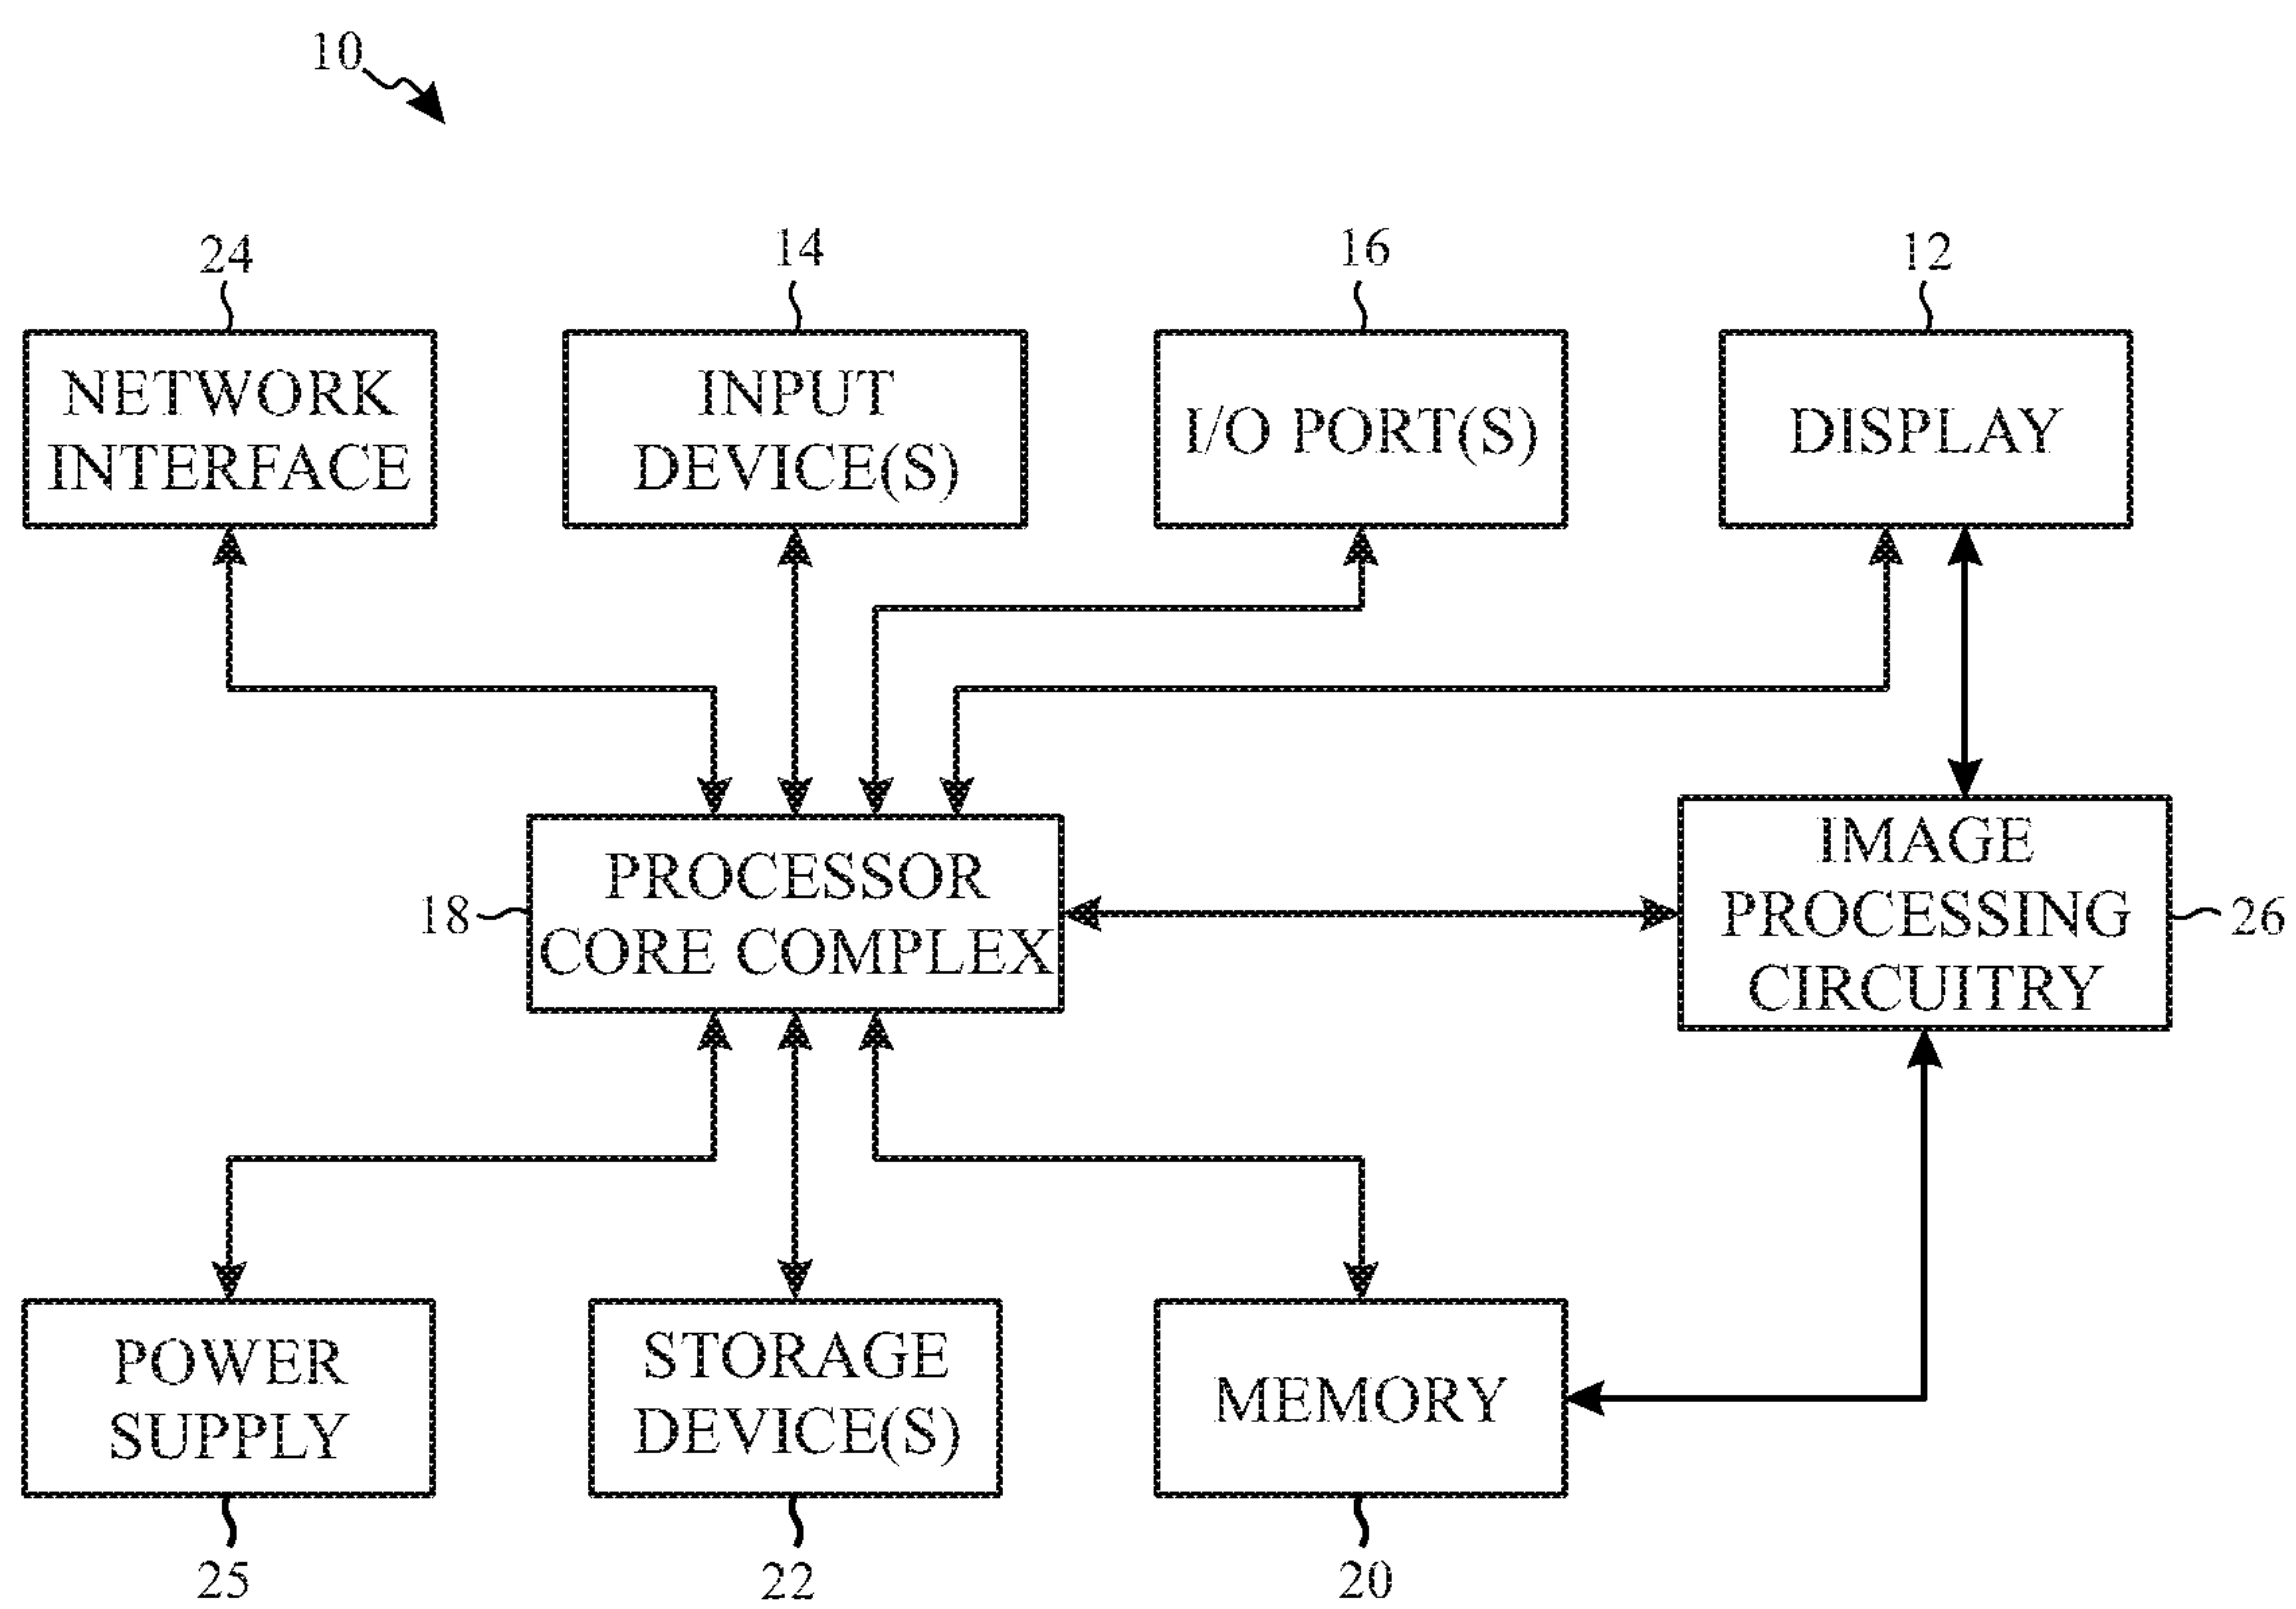 10
24
14
16
12
NETWORK
INTERFACE
INPUT
DEVICE(S)
I/O PORT(S)
DISPLAY
18
PROCESSOR
CORE COMPLEX
IMAGE
PROCESSING
CIRCUITRY
26
POWER
SUPPLY
STORAGE
DEVICE(S)
MEMORY
25
22
20